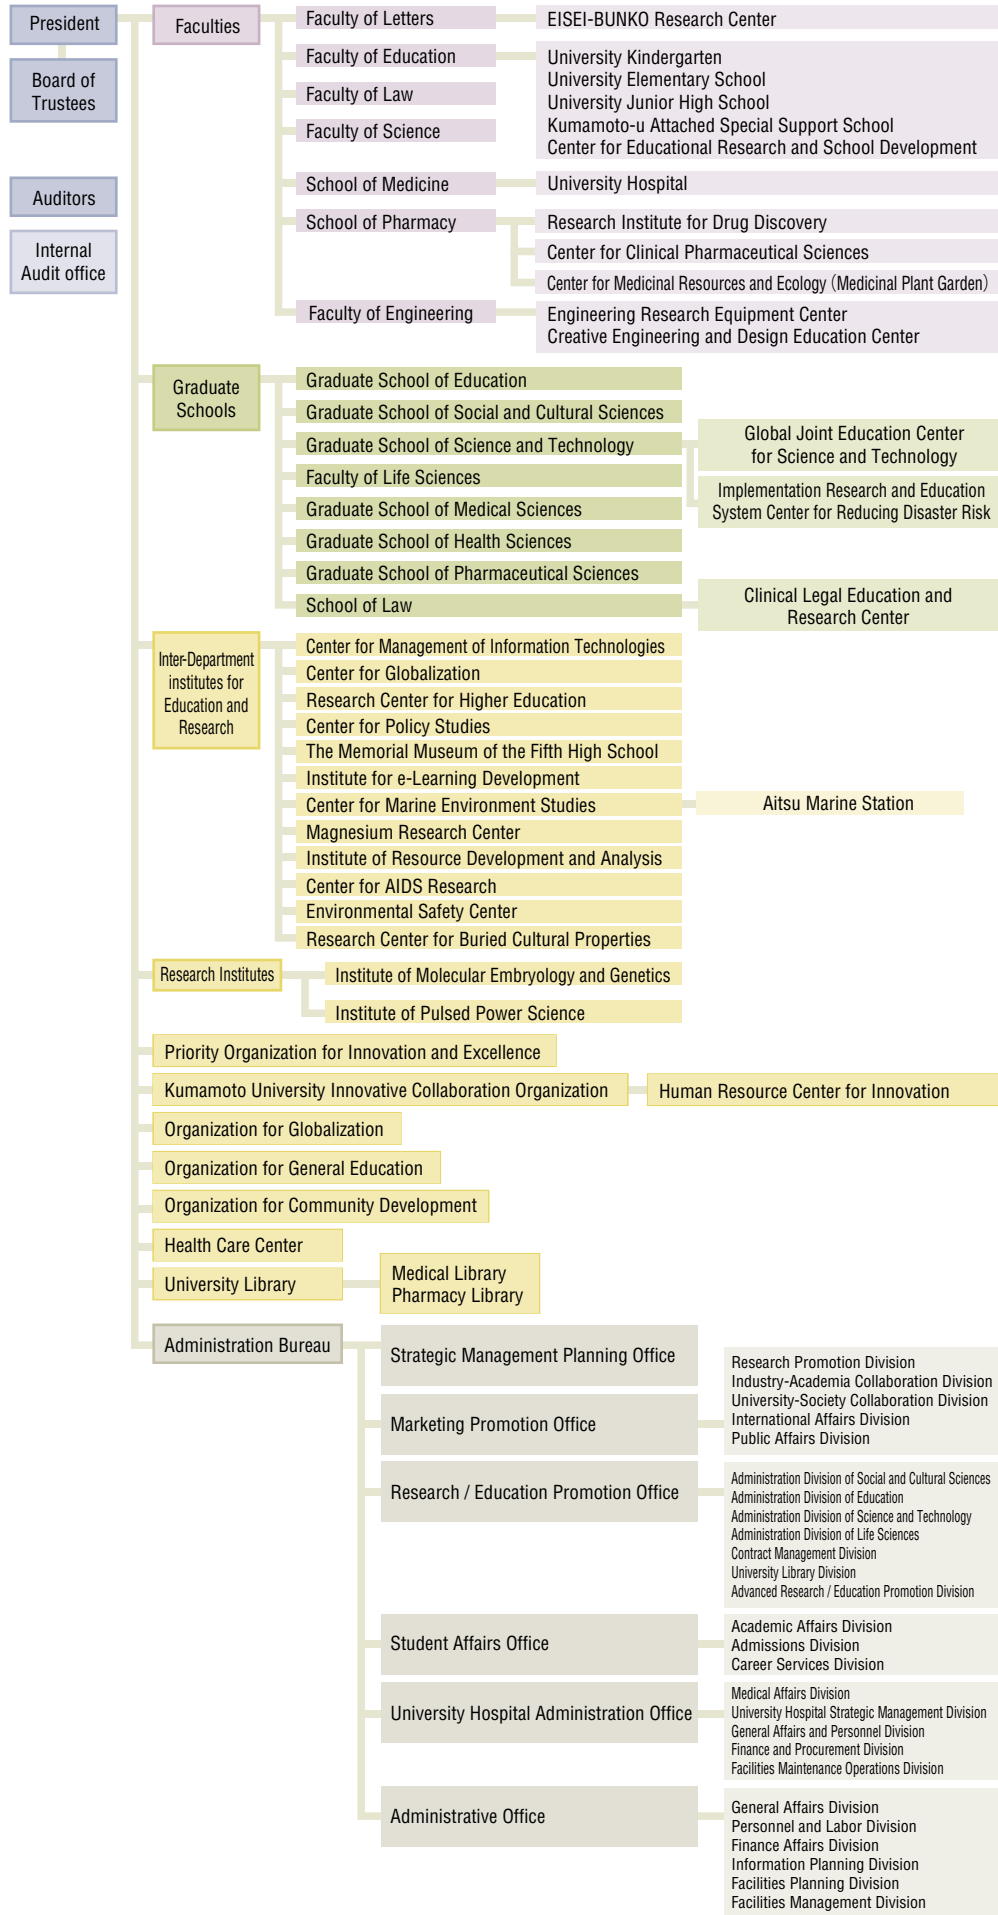 President
Board of
Trustees
Auditors
Internal
Audit office
Faculties
Faculty of Letters
EISEI-BUNKO Research Center
Faculty of Education
University Kindergarten
University Elementary School
University Junior High School
Kumamoto-u Attached Special Support School
Center for Educational Research and School Development
Faculty of Law
Faculty of Science
School of Medicine
University Hospital
School of Pharmacy
Research Institute for Drug Discovery
Center for Clinical Pharmaceutical Sciences
Center for Medicinal Resources and Ecology (Medicinal Plant Garden)
Faculty of Engineering
Engineering Research Equipment Center
Creative Engineering and Design Education Center
Graduate
Schools
Graduate School of Education
Graduate School of Social and Cultural Sciences
Graduate School of Science and Technology
Global Joint Education Center
for Science and Technology
Implementation Research and Education
System Center for Reducing Disaster Risk
Faculty of Life Sciences
Graduate School of Medical Sciences
Graduate School of Health Sciences
Graduate School of Pharmaceutical Sciences
School of Law
Clinical Legal Education and
Research Center
Inter-Department
institutes for
Education and
Research
Center for Management of Information Technologies
Center for Globalization
Research Center for Higher Education
Center for Policy Studies
The Memorial Museum of the Fifth High School
Institute for e-Learning Development
Center for Marine Environment Studies
Aitsu Marine Station
Magnesium Research Center
Institute of Resource Development and Analysis
Center for AIDS Research
Environmental Safety Center
Research Center for Buried Cultural Properties
Research Institutes
Institute of Molecular Embryology and Genetics
Institute of Pulsed Power Science
Priority Organization for Innovation and Excellence
Kumamoto University Innovative Collaboration Organization
Human Resource Center for Innovation
Organization for Globalization
Organization for General Education
Organization for Community Development
Health Care Center
University Library
Medical Library
Pharmacy Library
Administration Bureau
Strategic Management Planning Office
Marketing Promotion Office
Research Promotion Division
Industry-Academia Collaboration Division
University-Society Collaboration Division
International Affairs Division
Public Affairs Division
Research / Education Promotion Office
Administration Division of Social and Cultural Sciences
Administration Division of Education
Administration Division of Science and Technology
Administration Division of Life Sciences
Contract Management Division
University Library Division
Advanced Research / Education Promotion Division
Student Affairs Office
Academic Affairs Division
Admissions Division
Career Services Division
University Hospital Administration Office
Medical Affairs Division
University Hospital Strategic Management Division
General Affairs and Personnel Division
Finance and Procurement Division
Facilities Maintenance Operations Division
Administrative Office
General Affairs Division
Personnel and Labor Division
Finance Affairs Division
Information Planning Division
Facilities Planning Division
Facilities Management Division